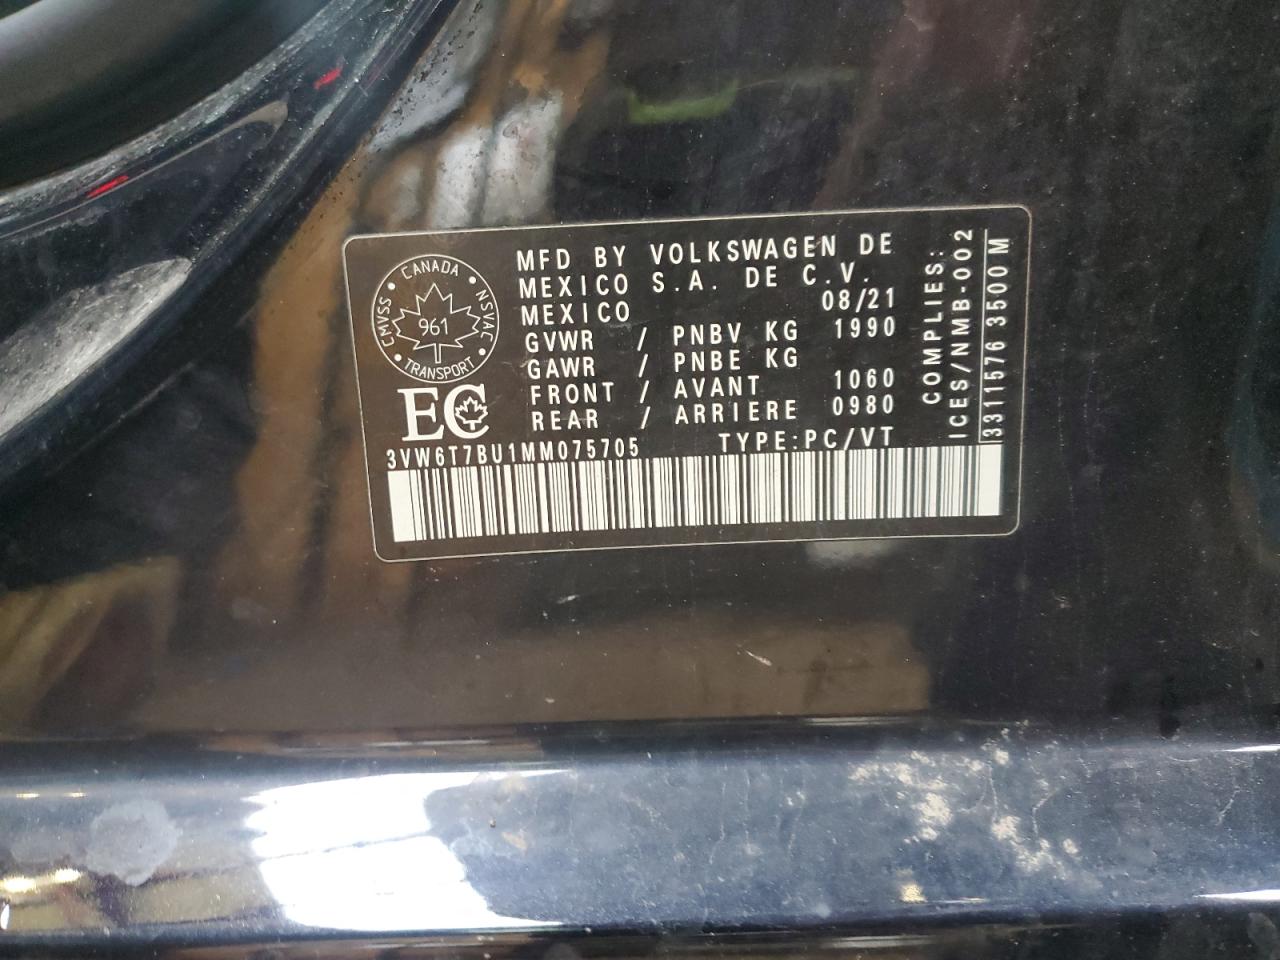 CANADA
CMVSS
NSVAC
961
TRANSPORT
EC
MFD BY VOLKSWAGEN DE
MEXICO S.A. DE C.V.
MEXICO 08/21
GVWR / PNBV KG 1990
GAWR / PNBE KG
FRONT / AVANT 1060
REAR / ARRIERE 0980
3VW6T7BU1MM075705 TYPE:PC/VT
COMPLIES:
ICES/NMB-002
3311576 3500 M